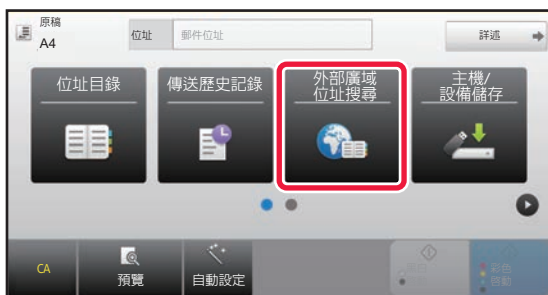 原稿
A4
位址
郵件位址
詳述
位址目錄
傳送歷史記錄
外部廣域
位址搜尋
主機/
設備儲存
CA
預覽
自動設定
彩色
自動